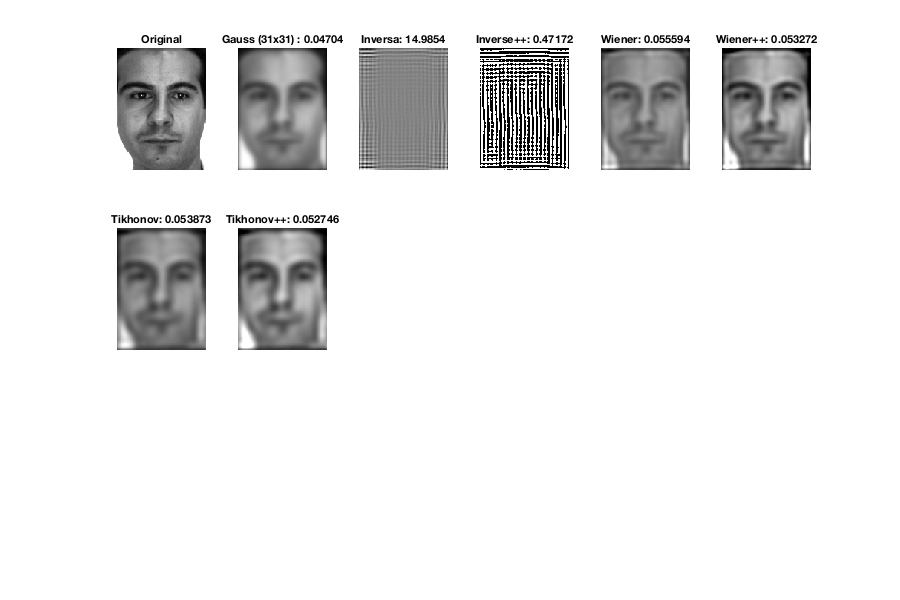 Original
Gauss (31x31) : 0.04704
Inversa: 14.9854
Inverse++: 0.47172
Wiener: 0.055594
Wiener++: 0.053272
Tikhonov: 0.053873
Tikhonov++: 0.052746